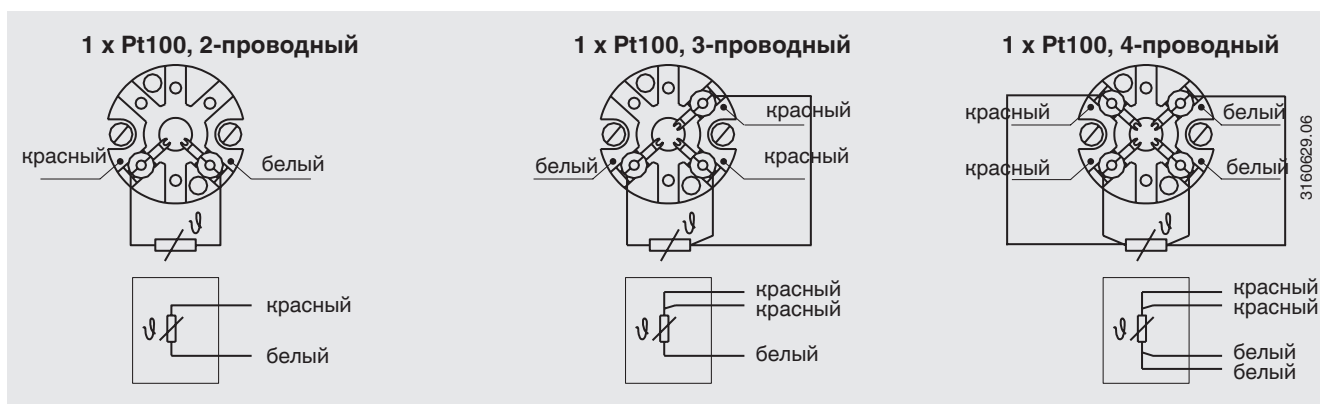 1 x Pt100, 2-проводный
красный
белый
ϑ
ϑ
красный
белый
1 x Pt100, 3-проводный
красный
белый
красный
ϑ
ϑ
красный
красный
белый
1 x Pt100, 4-проводный
красный
белый
красный
белый
ϑ
ϑ
красный
красный
белый
белый
3160629.06